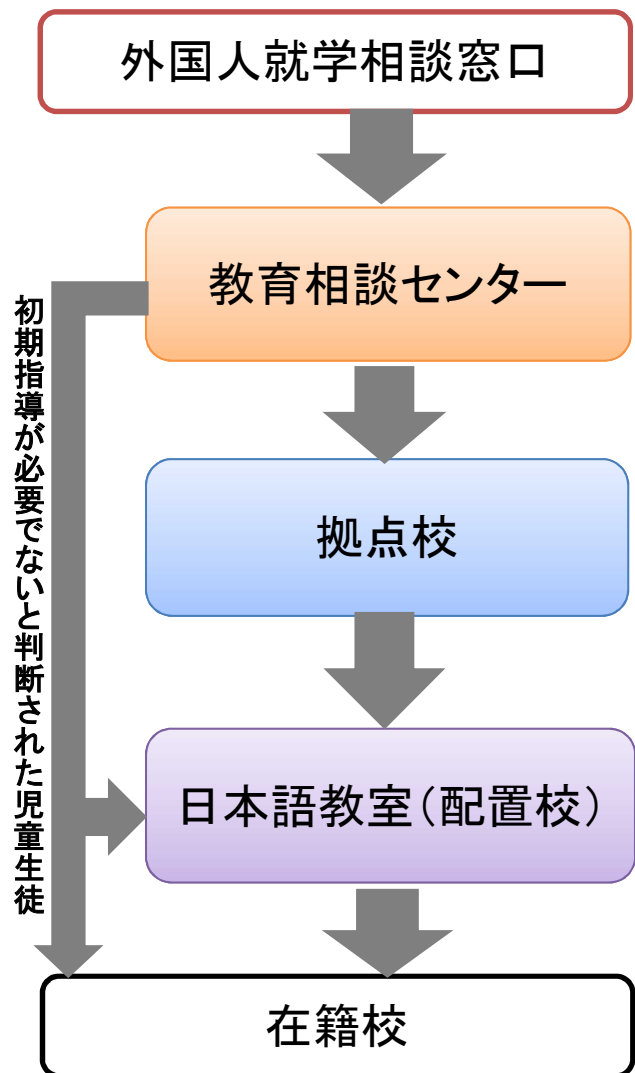 外国人就学相談窓口
教育相談センター
初期指導が必要でないと判断された児童生徒
拠点校
日本語教室（配置校）
在籍校